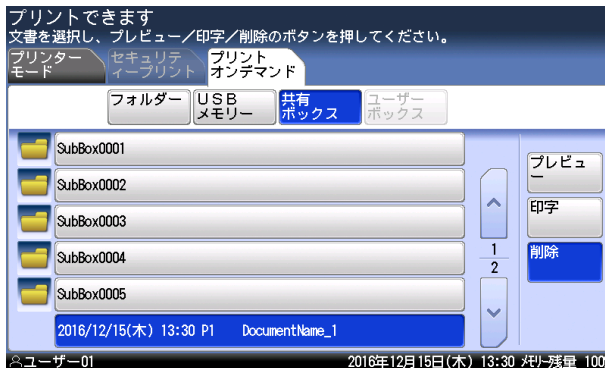 プリントできます
文書を選択し、プレビュー／印字／削除のボタンを押してください。
プリンター
モード
セキュリテ
ィープリント
プリント
オンデマンド
フォルダー
USB
メモリー
共有
ボックス
ユーザー
ボックス
SubBox0001
SubBox0002
SubBox0003
SubBox0004
SubBox0005
2016/12/15(木) 13:30 P1 DocumentName_1
1
2
プレビュ
ー
印字
削除
ユーザー01
2016年12月15日(木) 13:30 メモリー残量 100